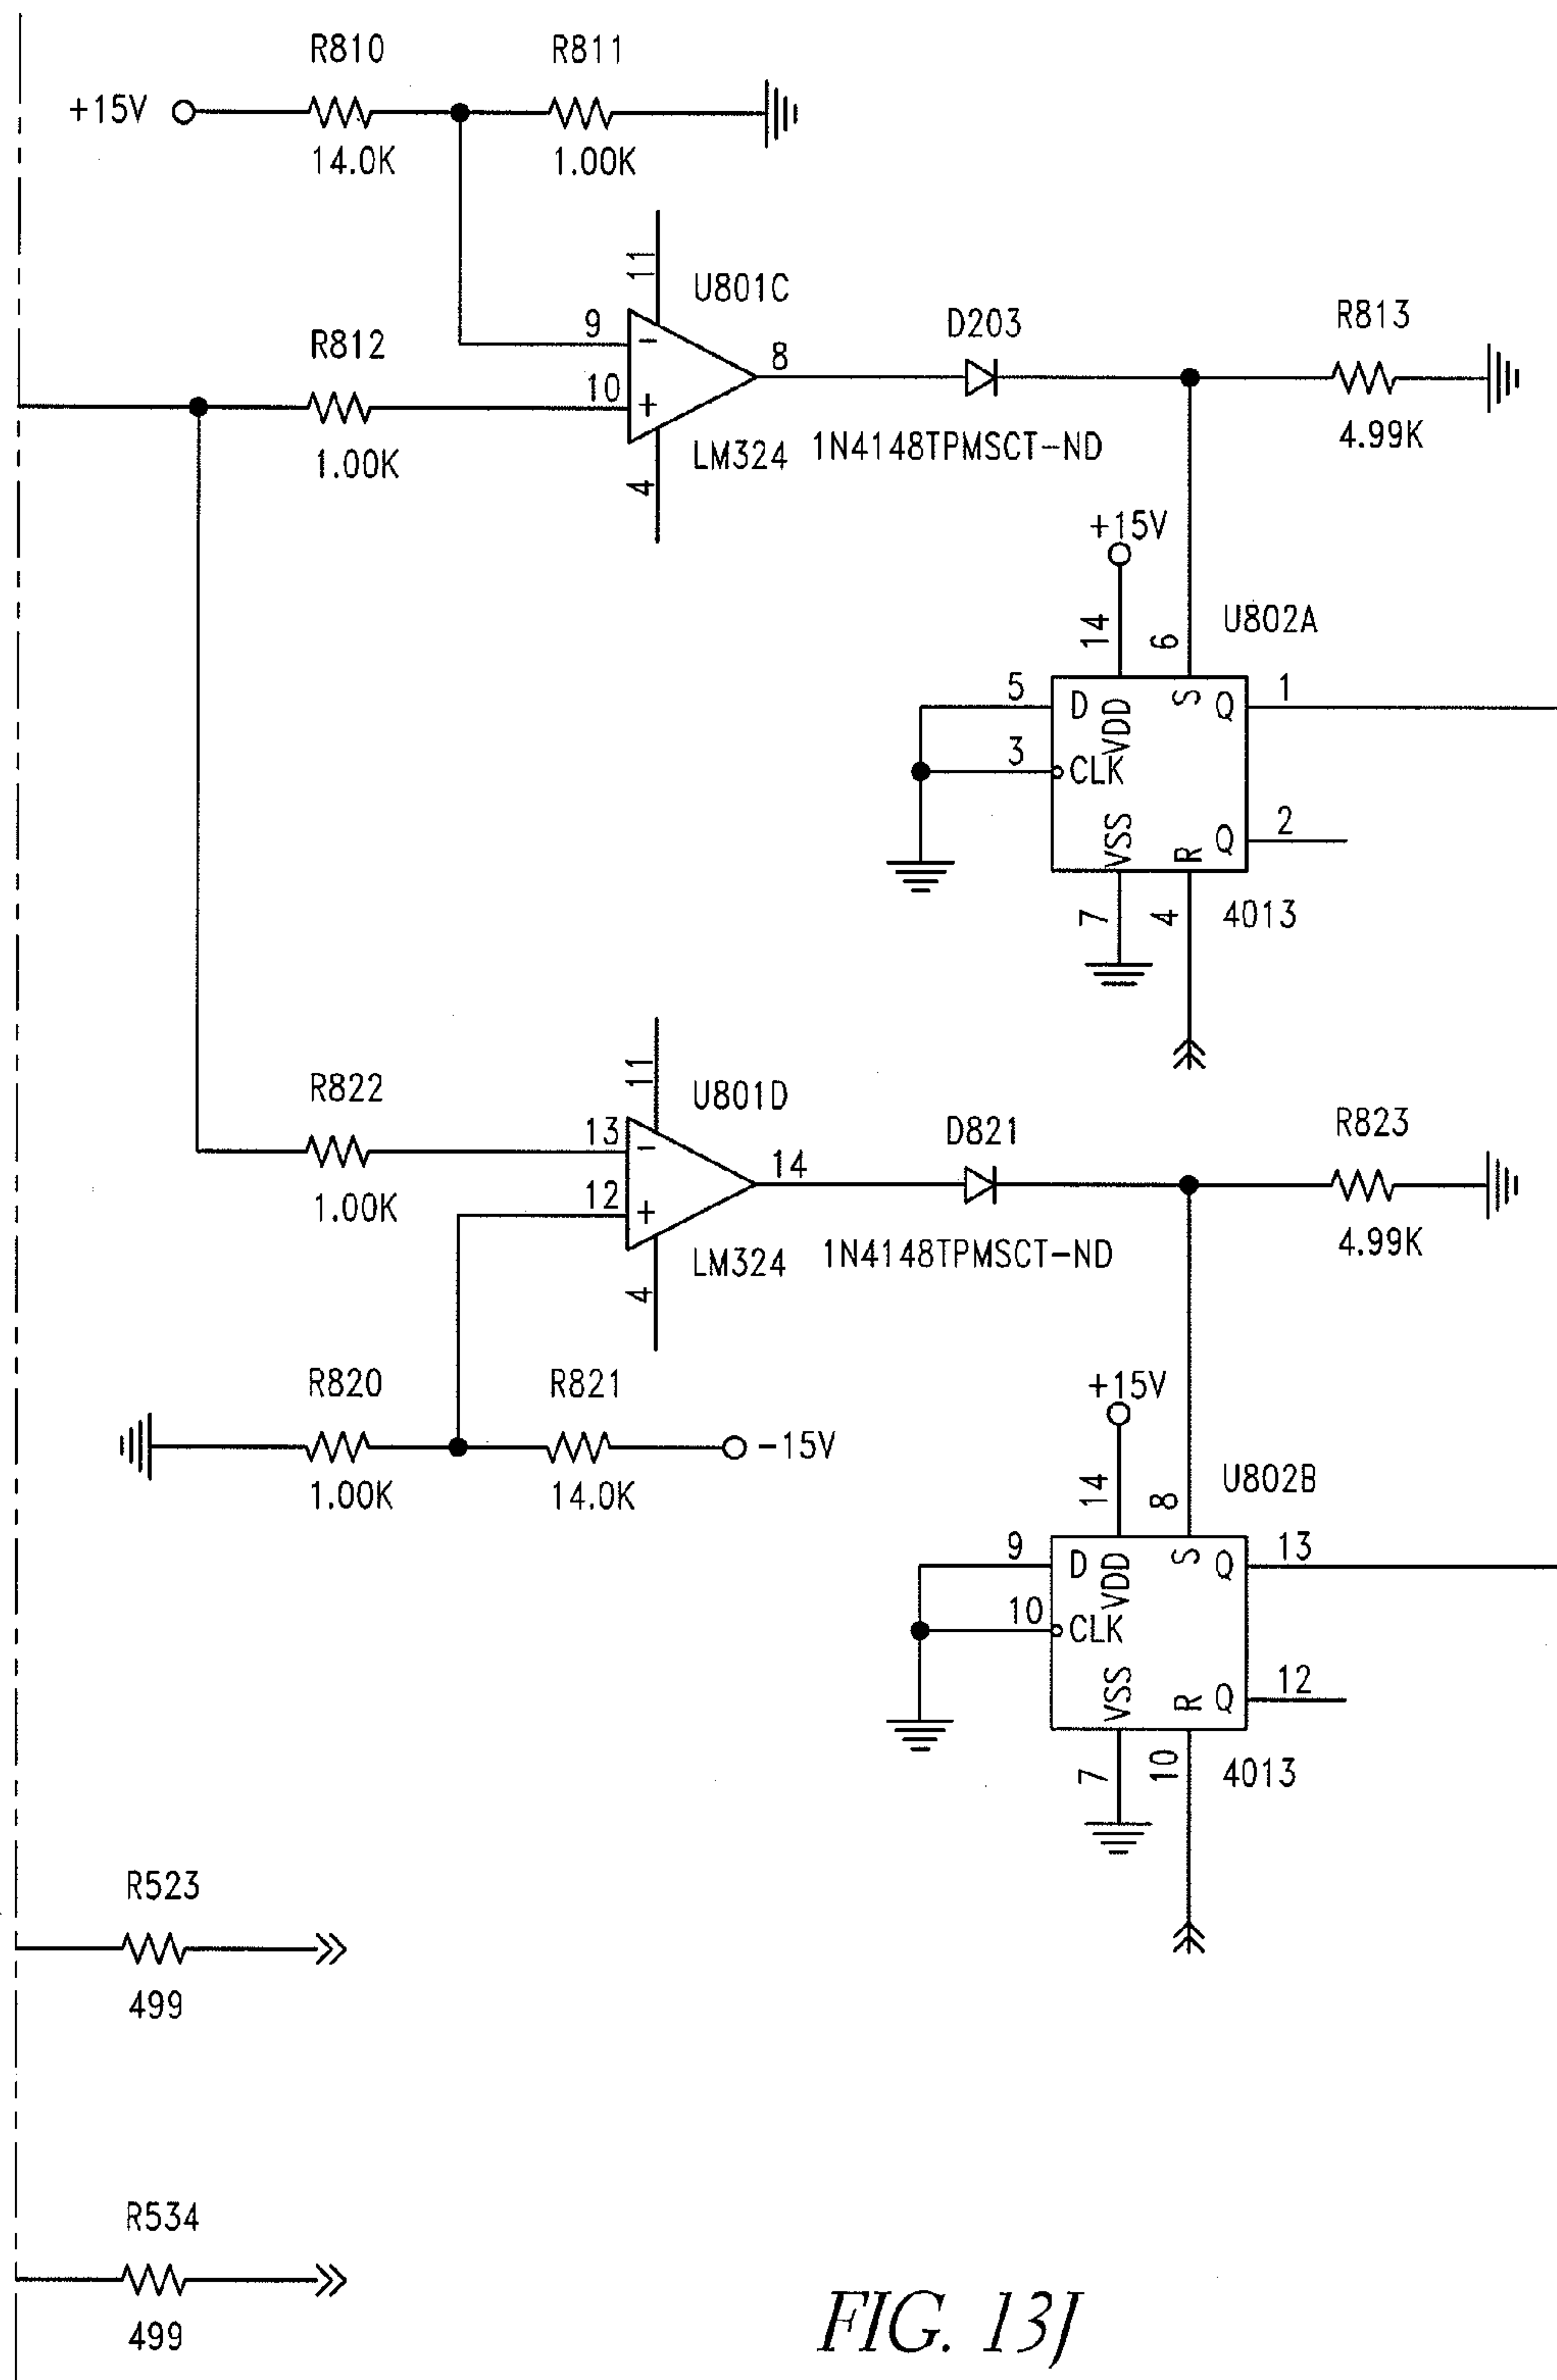 R810 R811
+15V
14.0K 1.00K
11
U801C
9
-
8
D203
R813
R812
10
+
1.00K
LM324
1N4148TPMSCT-ND
4.99K
4
+15V
14
6
U802A
5
D
VDD
S
Q
1
3
CLK
VSS
R
Q
2
7
4
4013
11
R822
U801D
13
-
14
D821
R823
1.00K
12
+
LM324
1N4148TPMSCT-ND
4.99K
4
R820 R821
+15V
-15V
1.00K 14.0K
14
8
U802B
9
D
VDD
S
Q
13
10
CLK
VSS
R
Q
12
7
10
4013
R523
499
R534
499
FIG. 13J